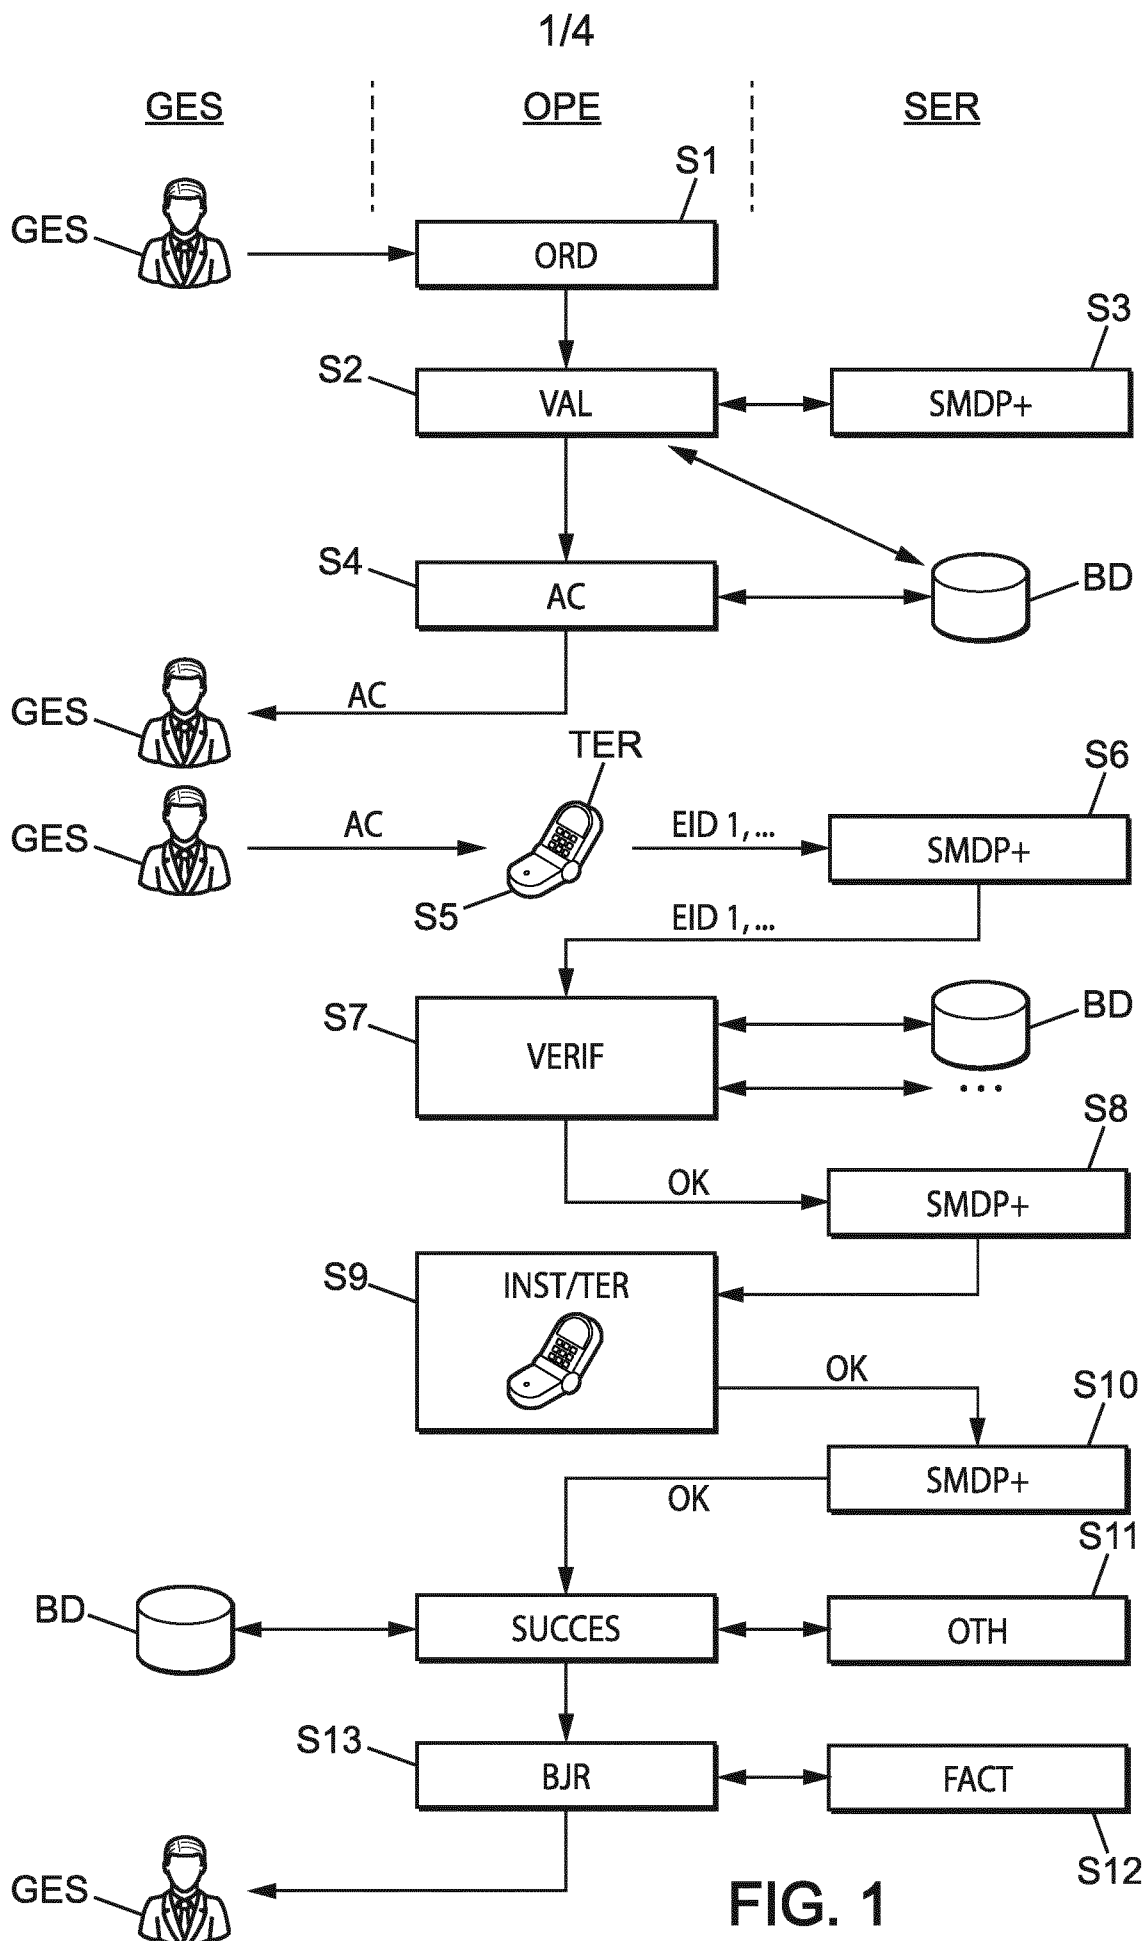 1/4
GES OPE SER
S1
GES ORD
S3
S2 VAL SMDP+
S4 AC BD
GES AC
TER S6
GES AC EID 1, ... SMDP+
S5 EID 1, ...
S7 VERIF BD
...
S8
OK SMDP+
S9 INST/TER
OK S10
SMDP+
OK
S11
BD SUCCES OTH
S13 BJR FACT
S12
GES
FIG. 1